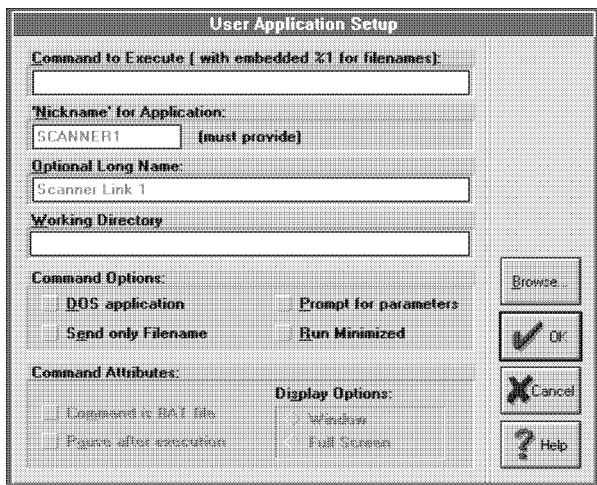 User Application Setup
Command to Execute ( with embedded %1 for filenames):
'Nickname' for Application:
SCANNER1 (must provide)
Optional Long Name:
Scanner Link 1
Working Directory
Command Options:
DOS application Prompt for parameters
Send only Filename Run Minimized
Command Attributes:
Display Options:
Command is BAT file Window
Pause after execution Full Screen
Browse...
OK
Cancel
Help